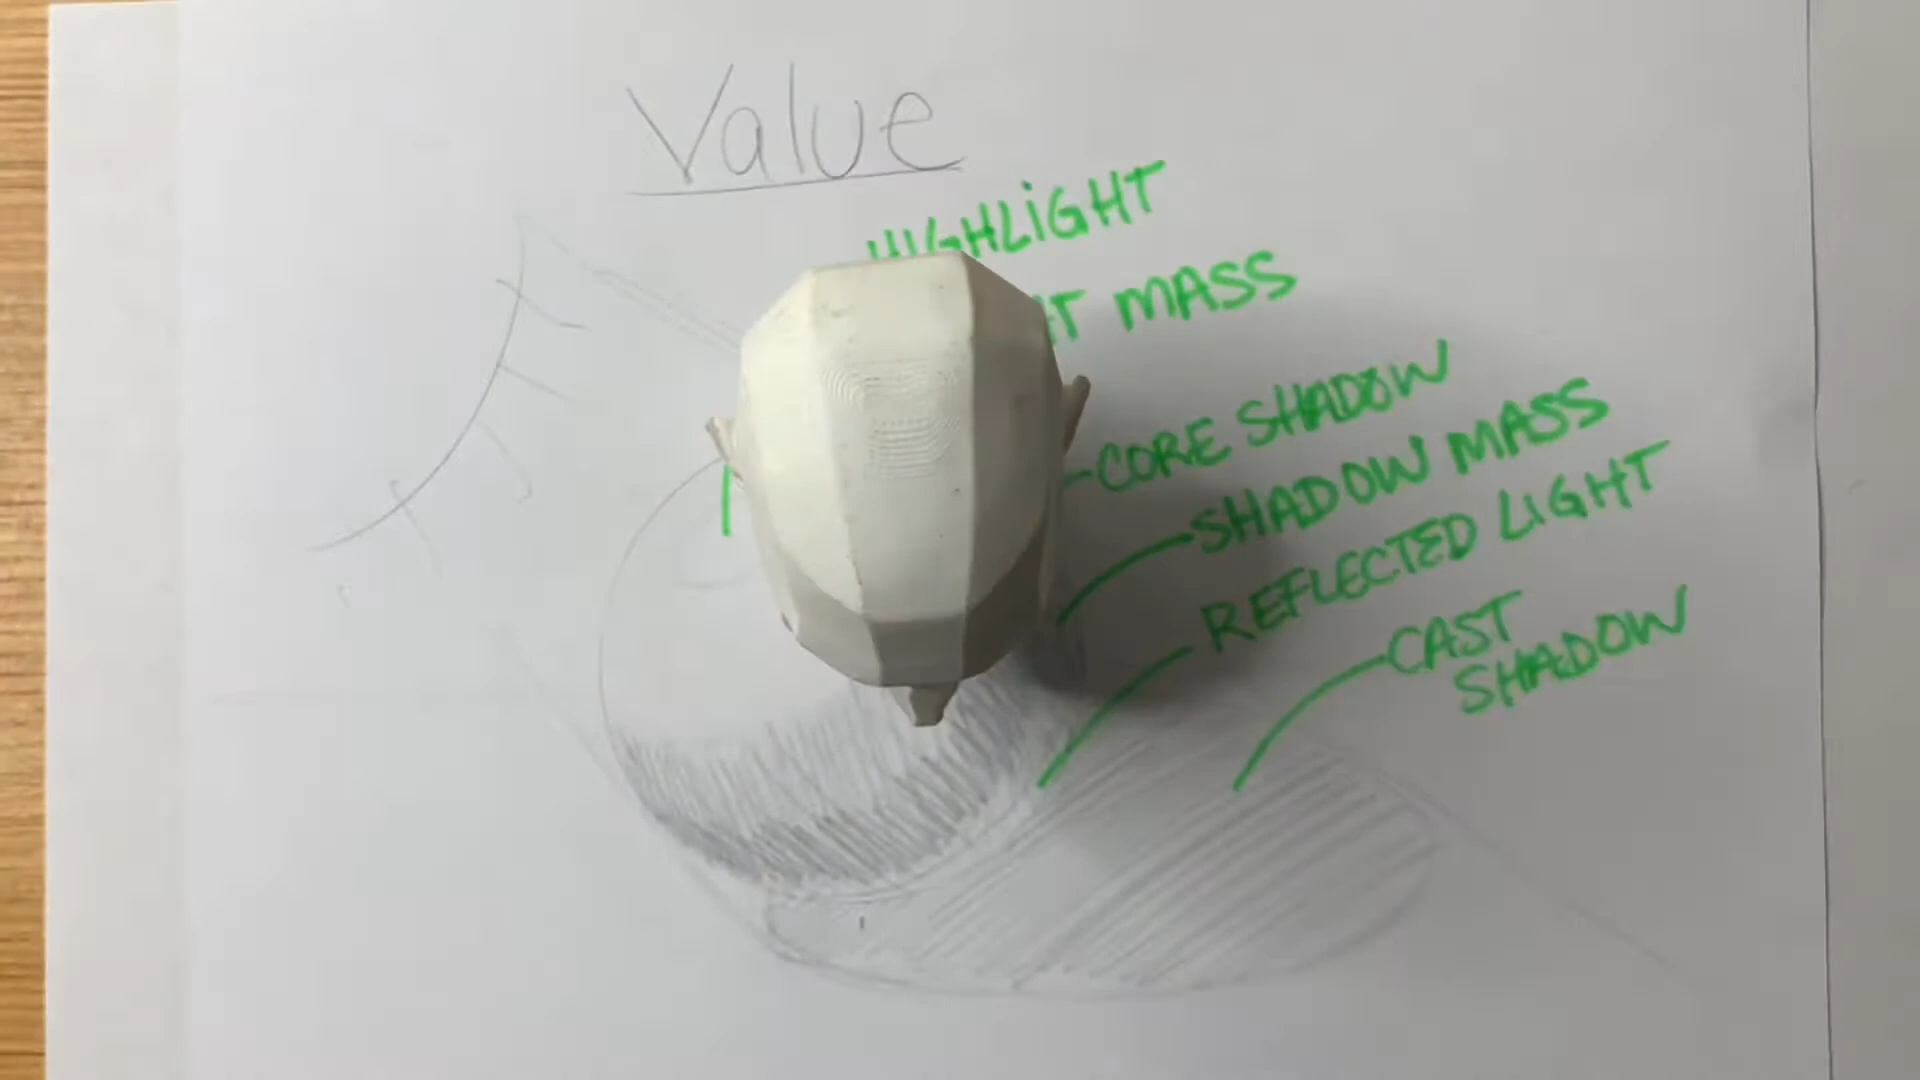 Value
HIGHLiGHT
MASS
CORE SHADOW
SHADOW MASS
REFLECTED LIGHT
CAST
SHADOW